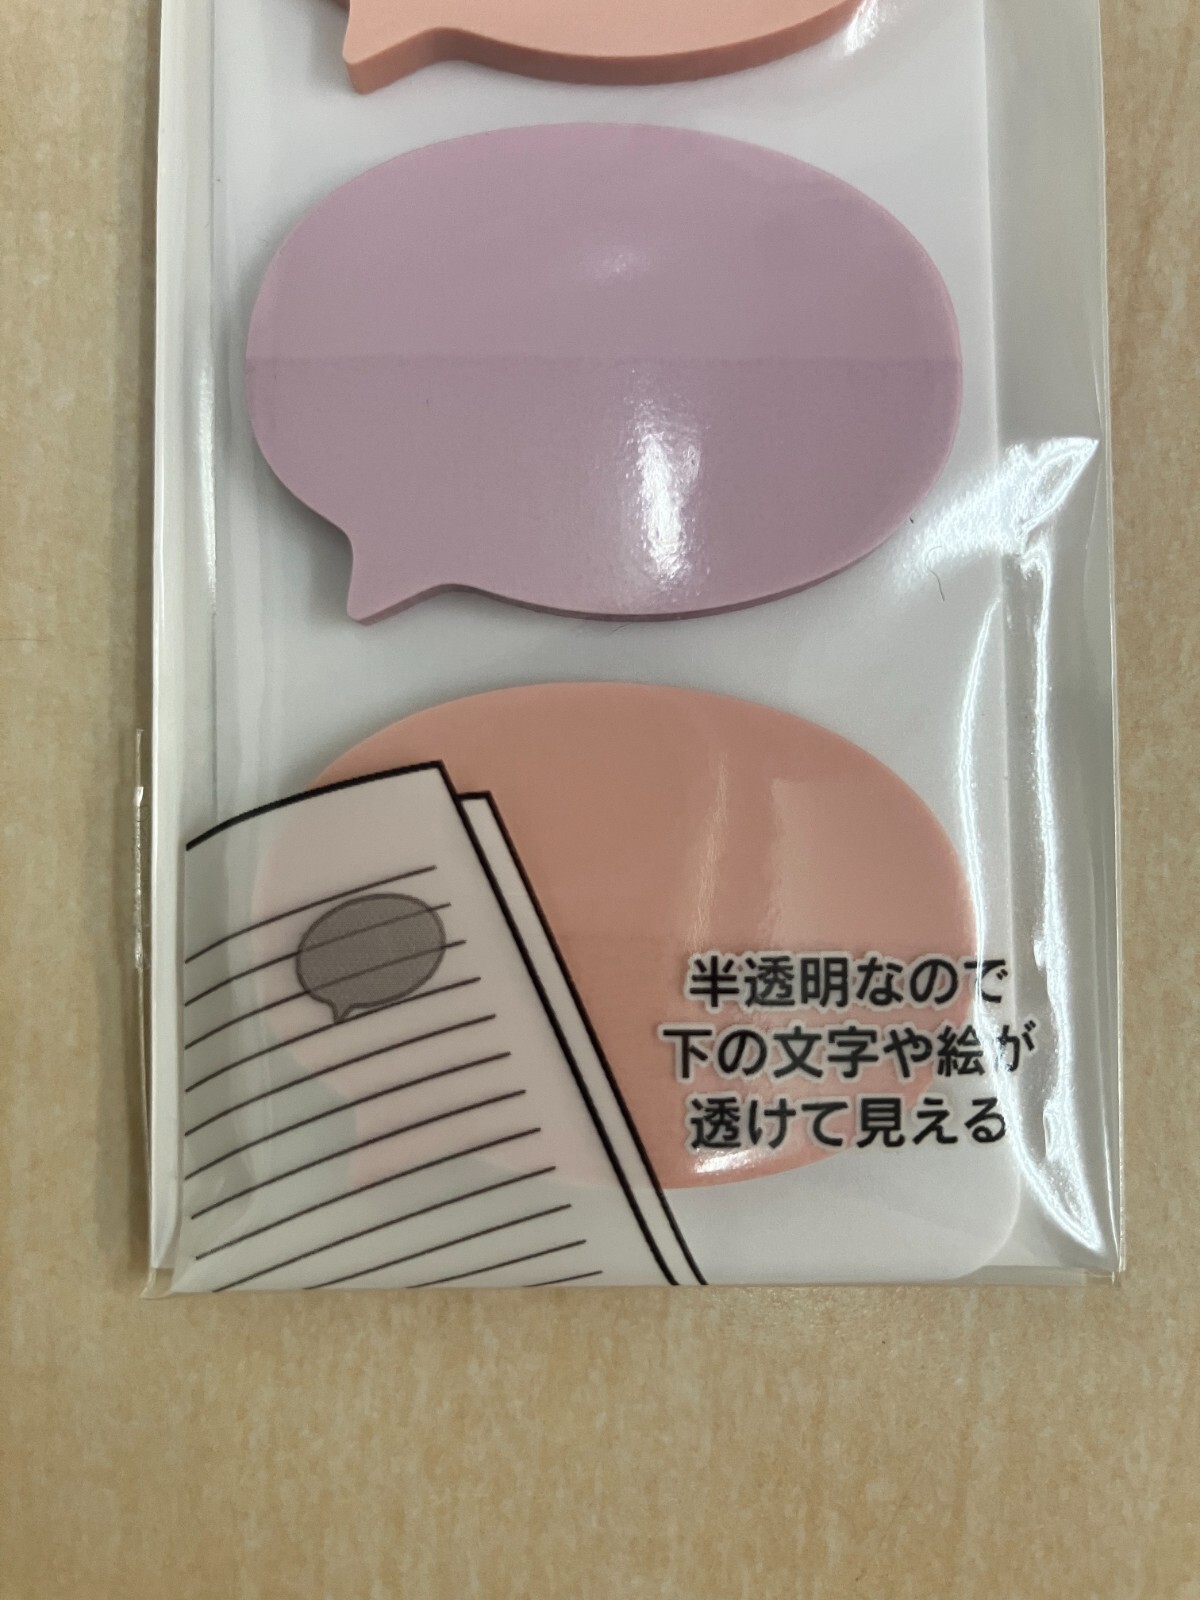 半透明なので
下の文字や絵が
透けて見える